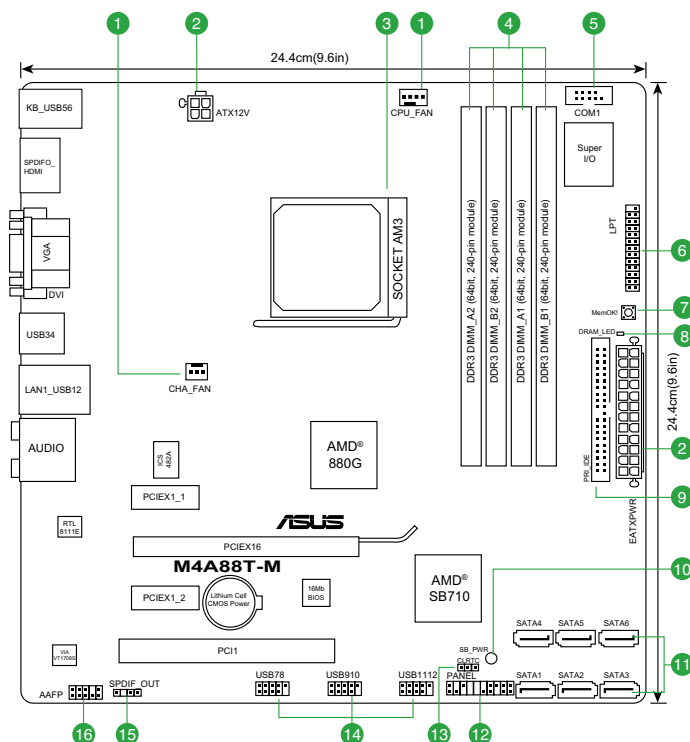 1
2
3
1
4
5
24.4cm(9.6in)
KB_USB56
ATX12V
CPU_FAN
COM1
SPDIFO_
HDMI
Super
I/O
SOCKET AM3
DDR3 DIMM_A2 (64bit, 240-pin module)
DDR3 DIMM_B2 (64bit, 240-pin module)
DDR3 DIMM_A1 (64bit, 240-pin module)
DDR3 DIMM_B1 (64bit, 240-pin module)
LPT
6
VGA
DVI
MemOK!
7
USB34
DRAM_LED
8
24.4cm(9.6in)
CHA_FAN
LAN1_USB12
AUDIO
ICS
482A
AMD®
880G
PRI_IDE
2
EATXPWR
9
PCIEX1_1
RTL
8111E
ASUS
PCIEX16
M4A88T-M
10
PCIEX1_2
Lithium Cell
CMOS Power
16Mb
BIOS
AMD®
SB710
SATA4
SATA5
SATA6
VIA
VT1708S
PCI1
SB_PWR
CLRTC
11
AAFP
SPDIF_OUT
USB78
USB910
USB1112
PANEL
SATA1
SATA2
SATA3
16
15
14
13
12